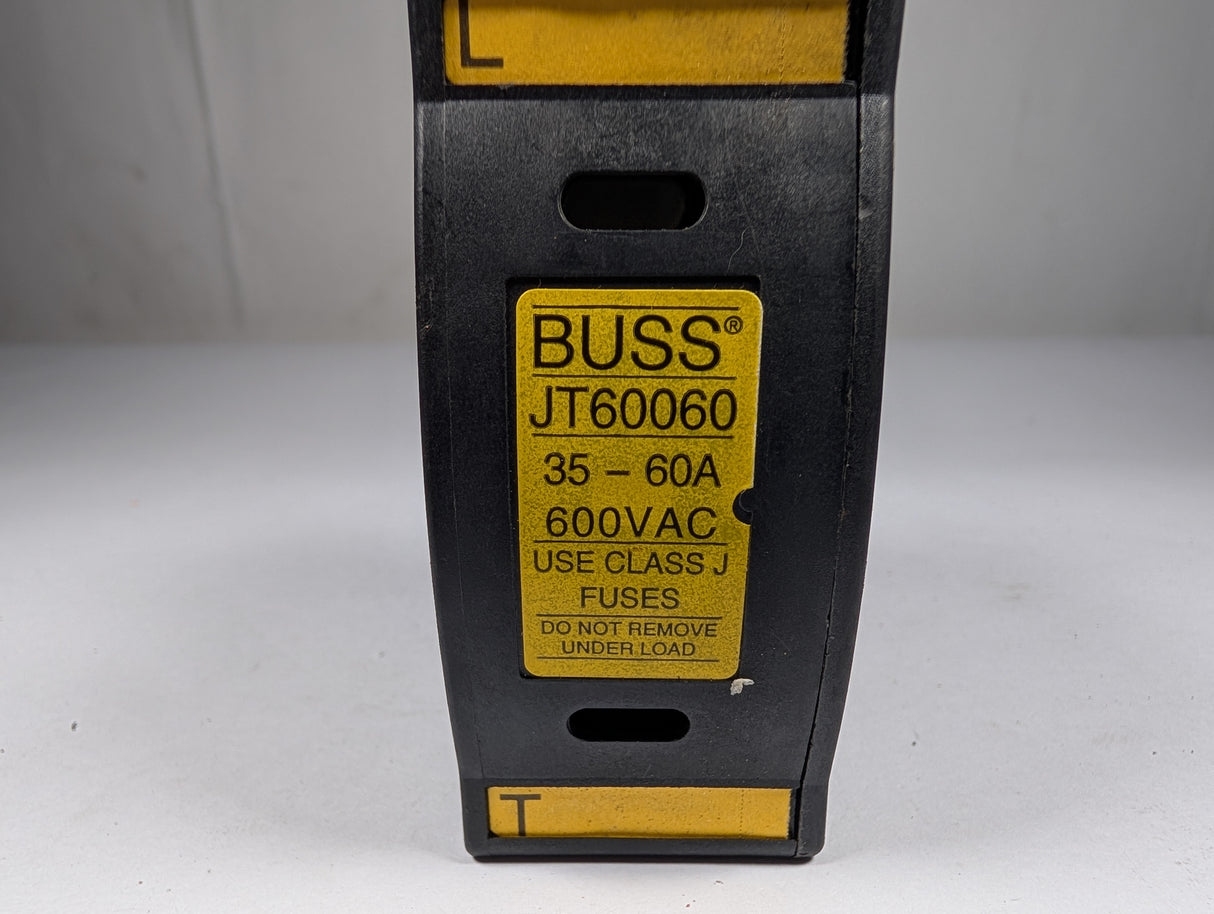 L
BUSS®
JT60060
35 – 60A
600VAC
USE CLASS J
FUSES
DO NOT REMOVE
UNDER LOAD
T